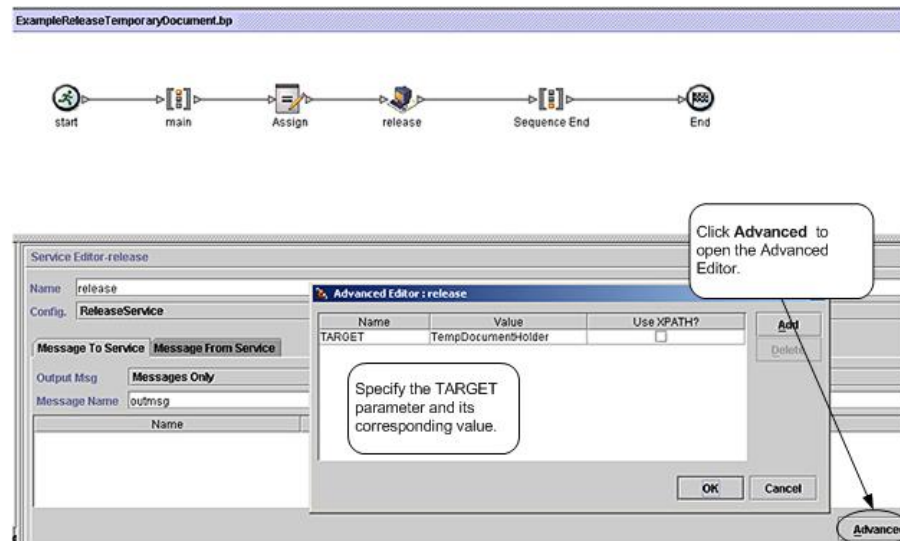 ExampleReleaseTemporaryDocument.bp
start
main
Assign
release
Sequence End
End
Click Advanced to
open the Advanced
Editor.
Service Editor-release
Name release
Config. ReleaseService
Message To Service Message From Service
Output Msg Messages Only
Message Name outmsg
Name
Advanced Editor : release
Name Value Use XPATH?
TARGET TempDocumentHolder
Add
Delete
Specify the TARGET
parameter and its
corresponding value.
OK Cancel
Advanced